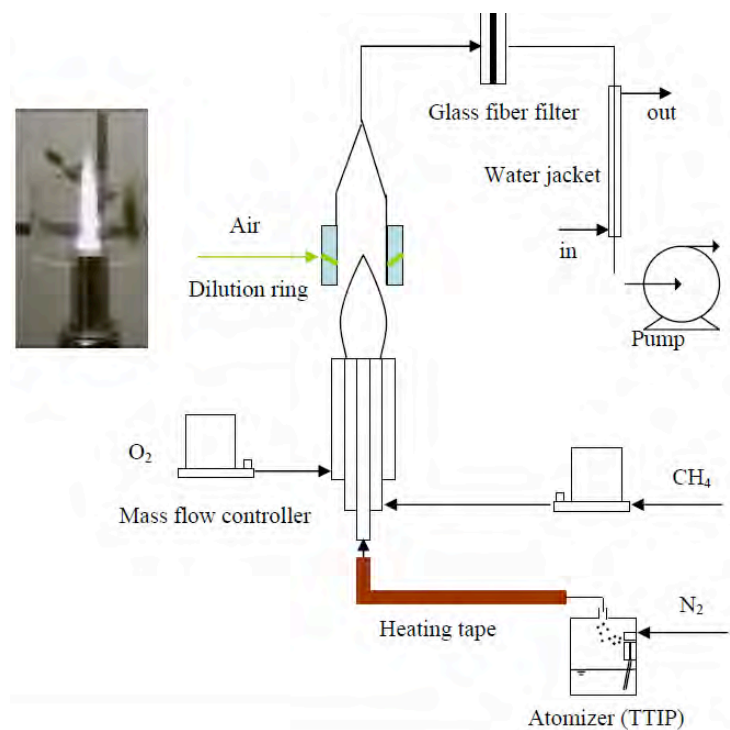 Glass fiber filter
out
Water jacket
Air
in
Dilution ring
Pump
O₂
CH₄
Mass flow controller
N₂
Heating tape
Atomizer (TTIP)